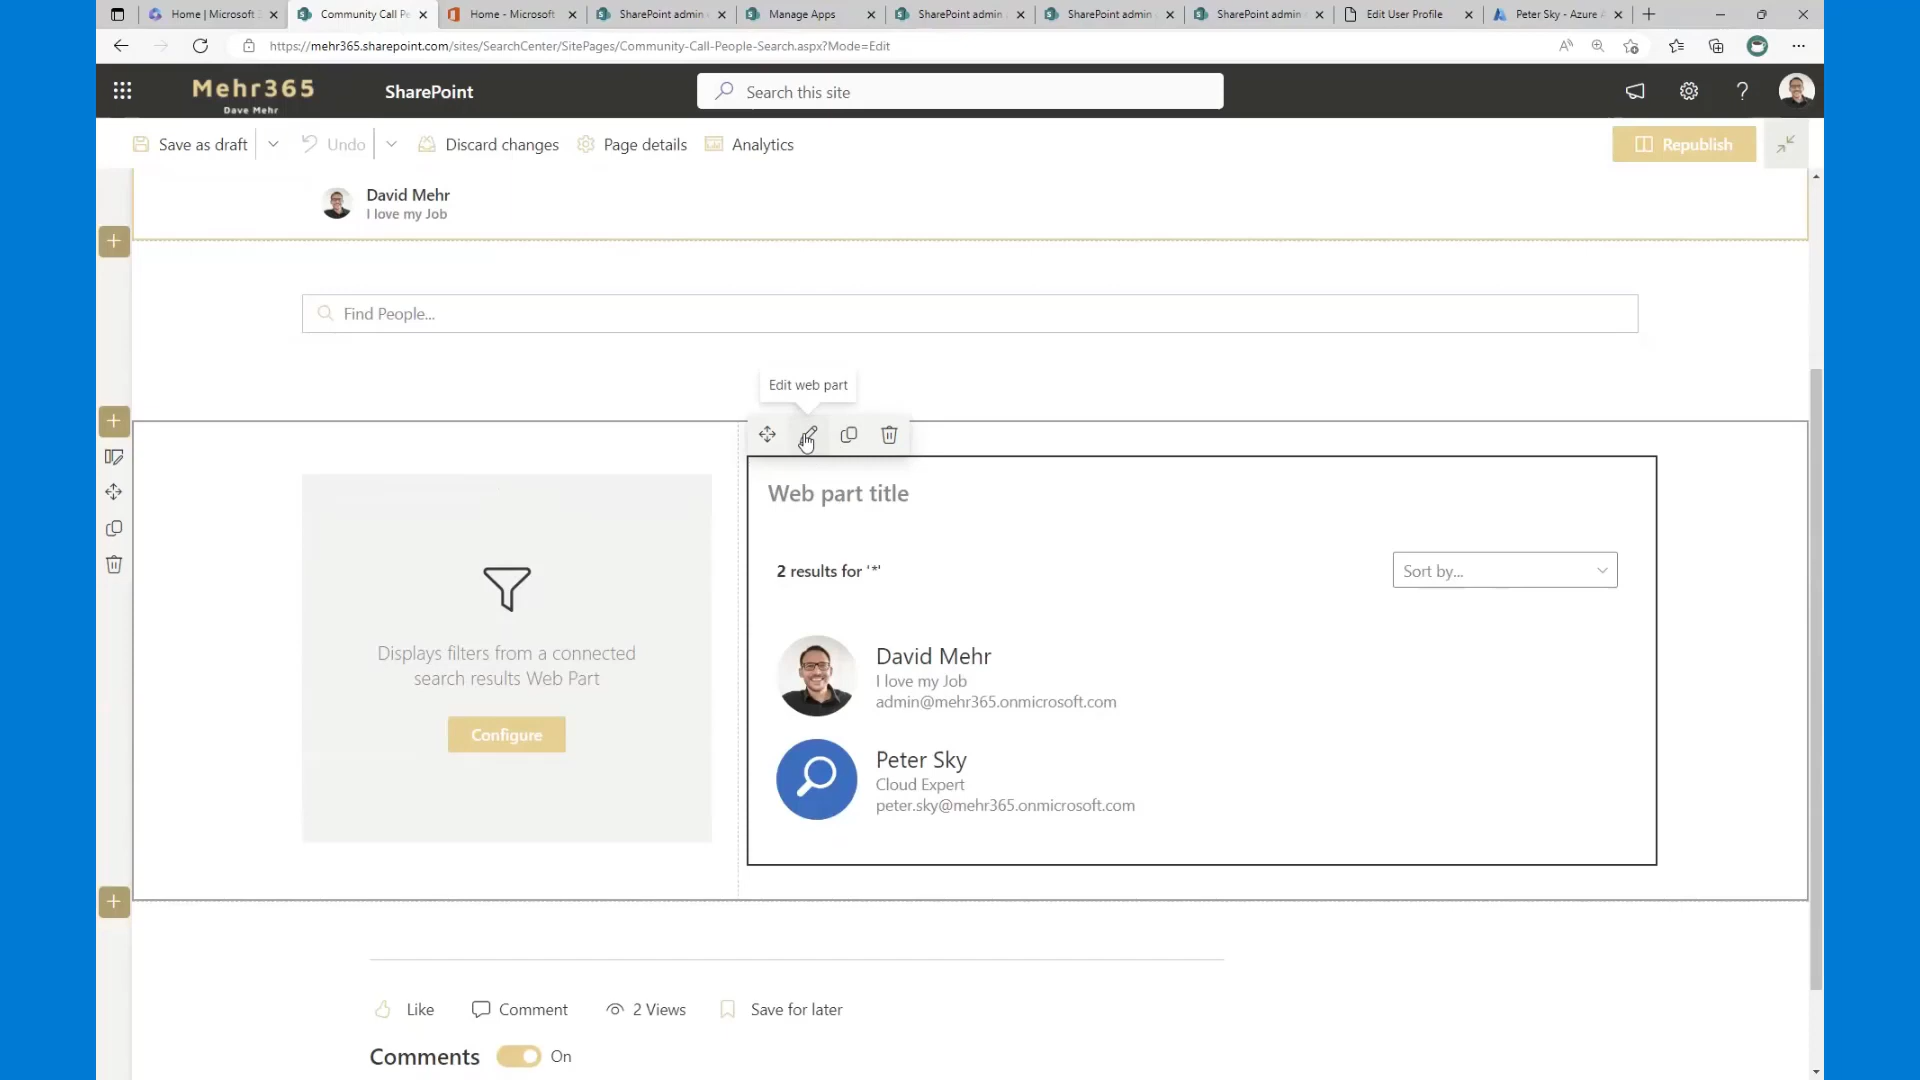 Home | Microsoft
Community Call Pe
Home - Microsoft
SharePoint admin
Manage Apps
SharePoint admin
SharePoint admin
SharePoint admin
Edit User Profile
Peter Sky - Azure A
https://mehr365.sharepoint.com/sites/SearchCenter/SitePages/Community-Call-People-Search.aspx?Mode=Edit
Mehr365
Dave Mehr
SharePoint
Search this site
Save as draft
Undo
Discard changes
Page details
Analytics
Republish
David Mehr
I love my Job
Find People...
Edit web part
Web part title
2 results for '*'
Sort by...
Displays filters from a connected
search results Web Part
Configure
David Mehr
I love my Job
admin@mehr365.onmicrosoft.com
Peter Sky
Cloud Expert
peter.sky@mehr365.onmicrosoft.com
Like
Comment
2 Views
Save for later
Comments
On